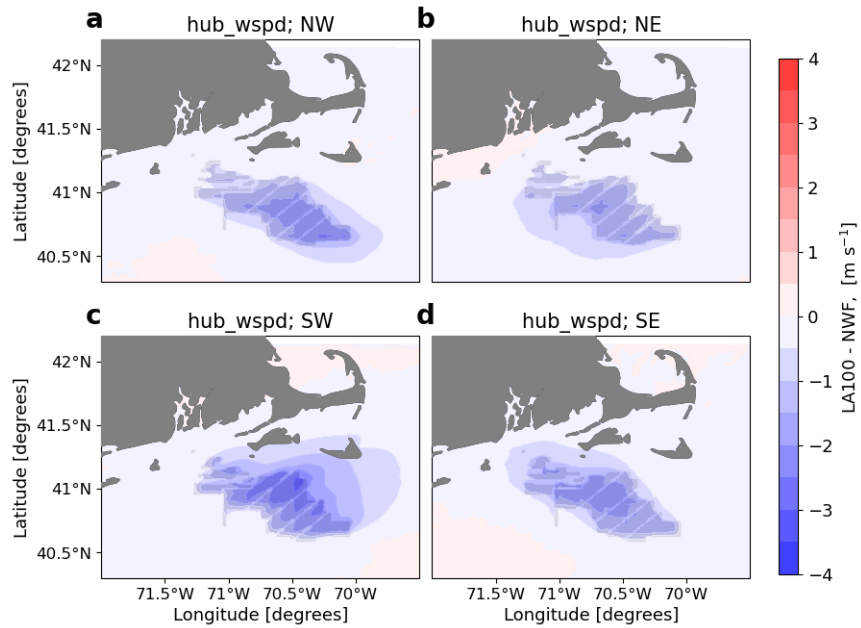 a hub_wspd; NW
b hub_wspd; NE
42°N
41.5°N
41°N
40.5°N
Latitude [degrees]
c hub_wspd; SW
d hub_wspd; SE
42°N
41.5°N
41°N
40.5°N
Latitude [degrees]
71.5°W 71°W 70.5°W 70°W
Longitude [degrees]
71.5°W 71°W 70.5°W 70°W
Longitude [degrees]
4
3
2
1
0
−1
−2
−3
−4
LA100 - NWF, [m s⁻¹]